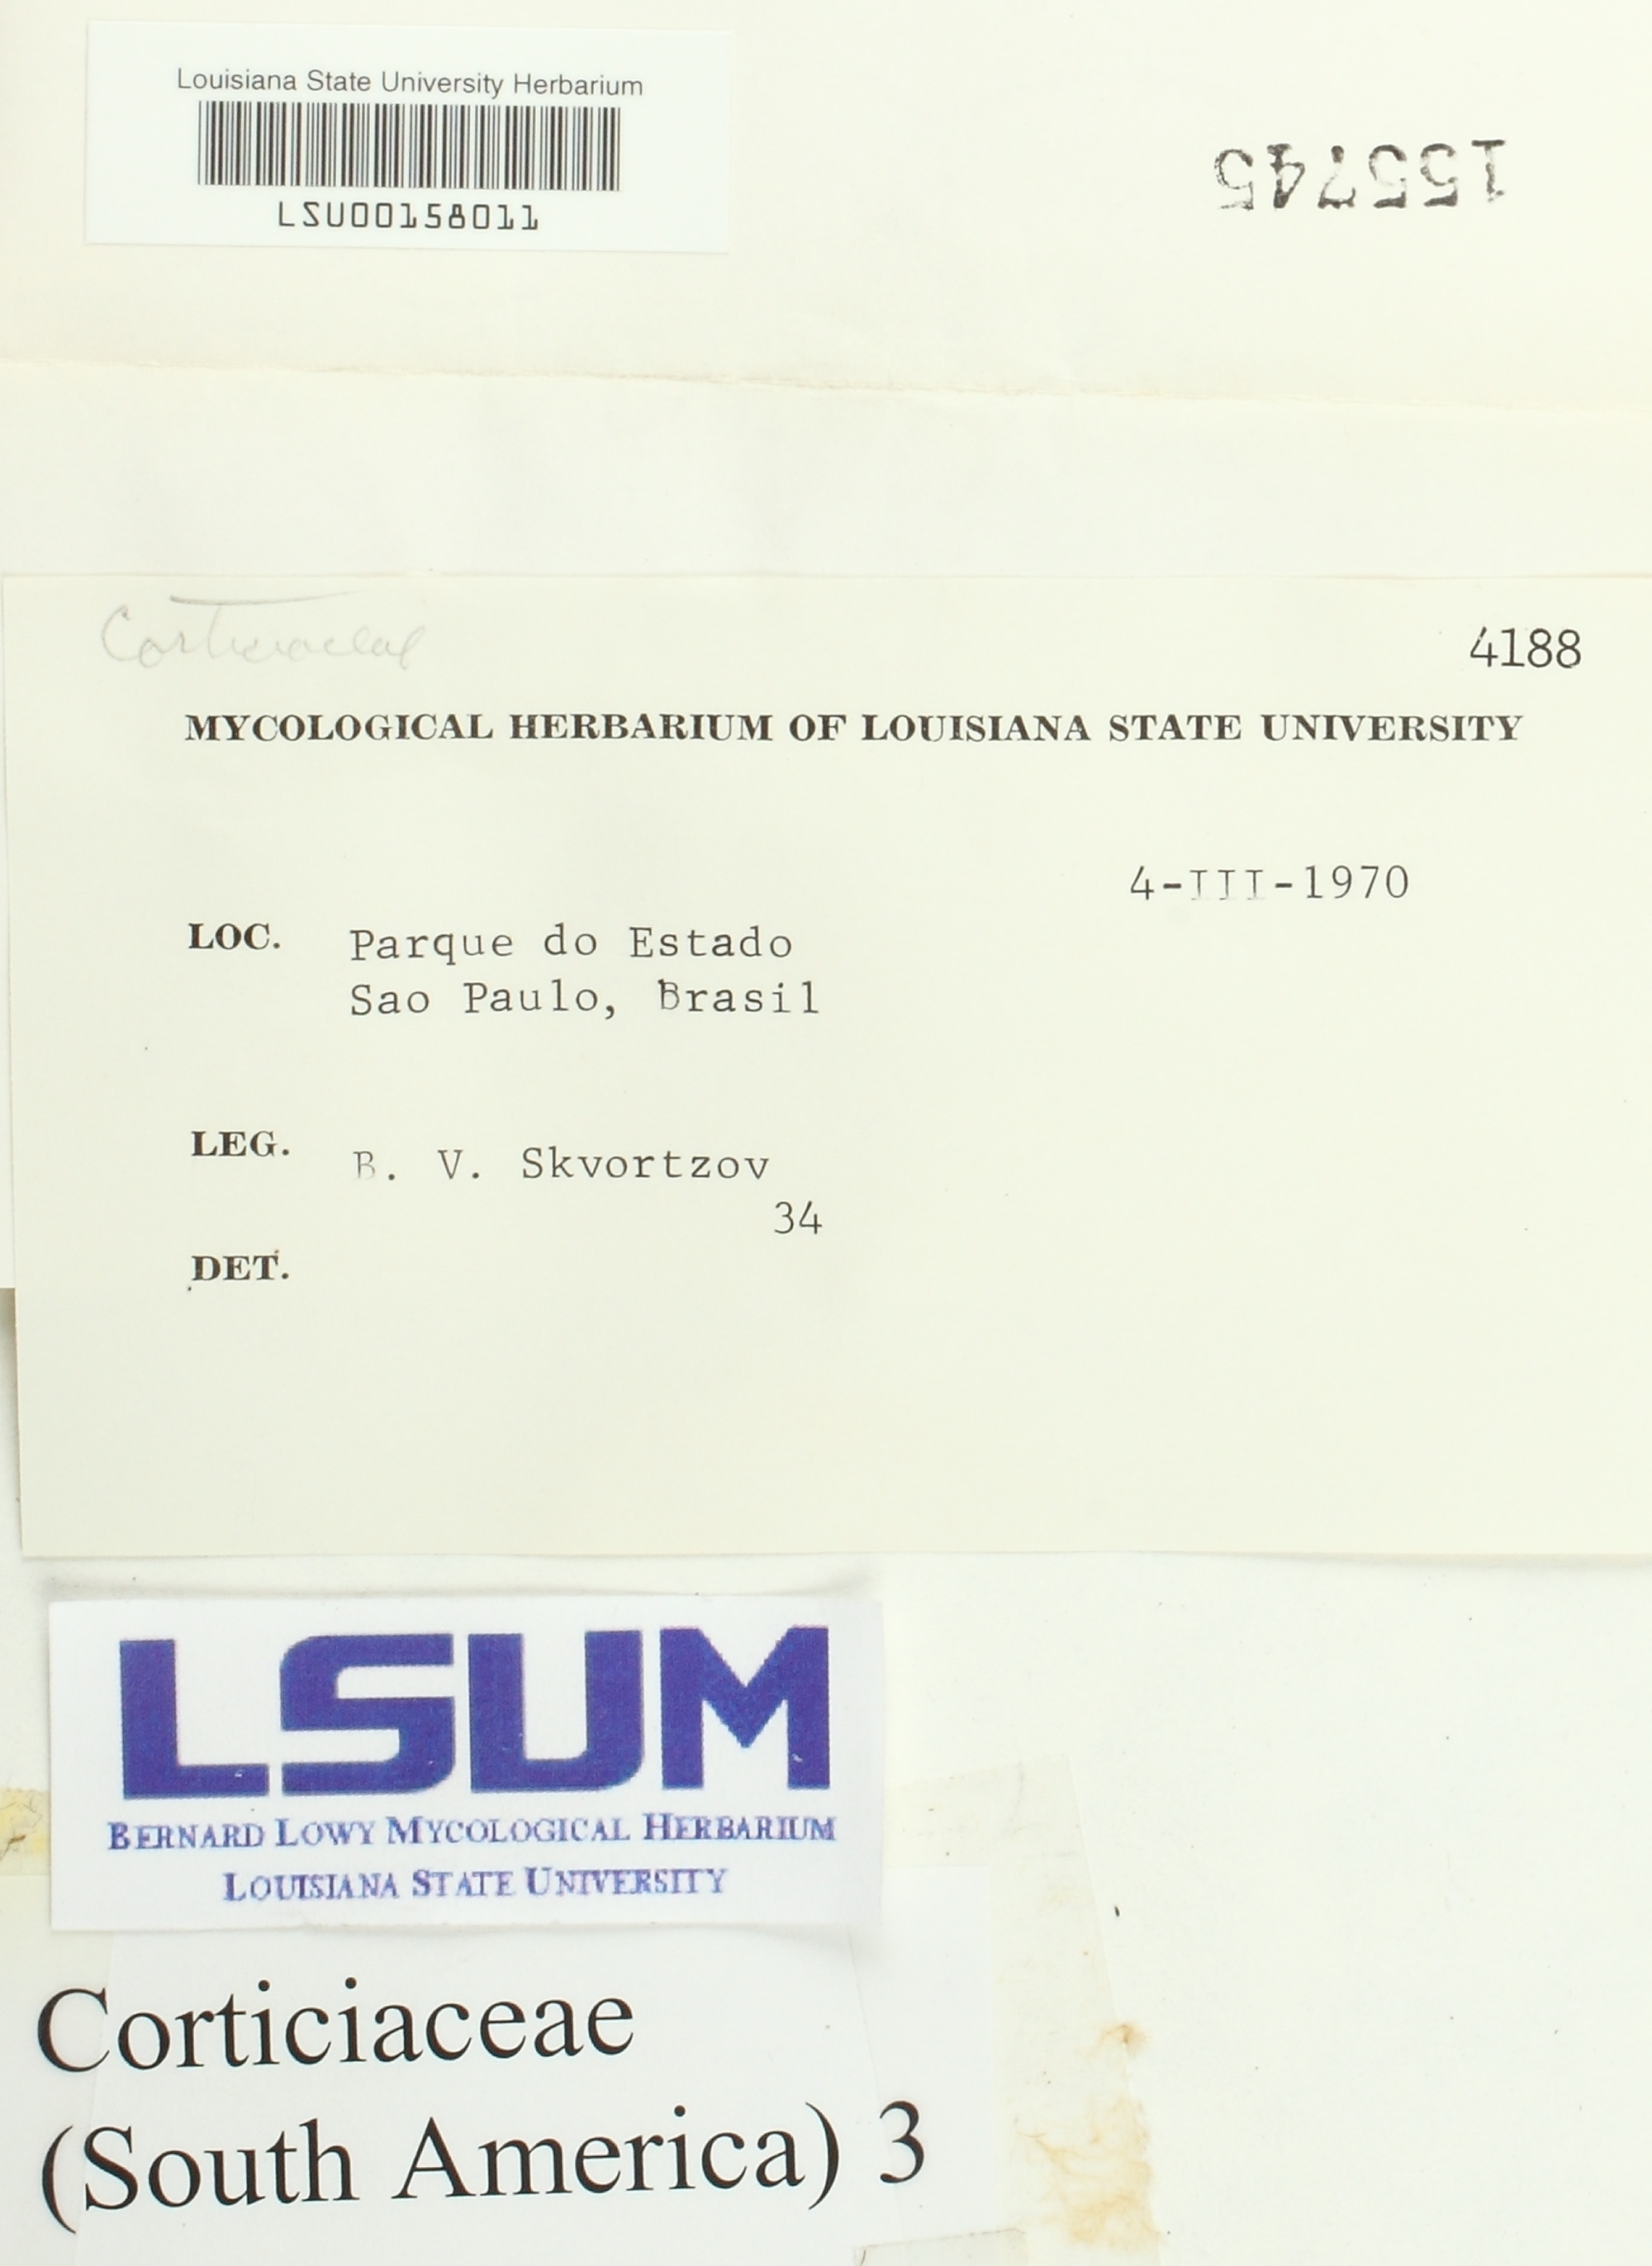 Louisiana State University Herbarium
LSU00158011
155745
Corticiaceae
4188
MYCOLOGICAL HERBARIUM OF LOUISIANA STATE UNIVERSITY
4-III-1970
LOC. Parque do Estado
Sao Paulo, Brasil
LEG. B. V. Skvortzov
34
DET.
LSUM
BERNARD LOWY MYCOLOGICAL HERBARIUM
LOUISIANA STATE UNIVERSITY
Corticiaceae
(South America) 3